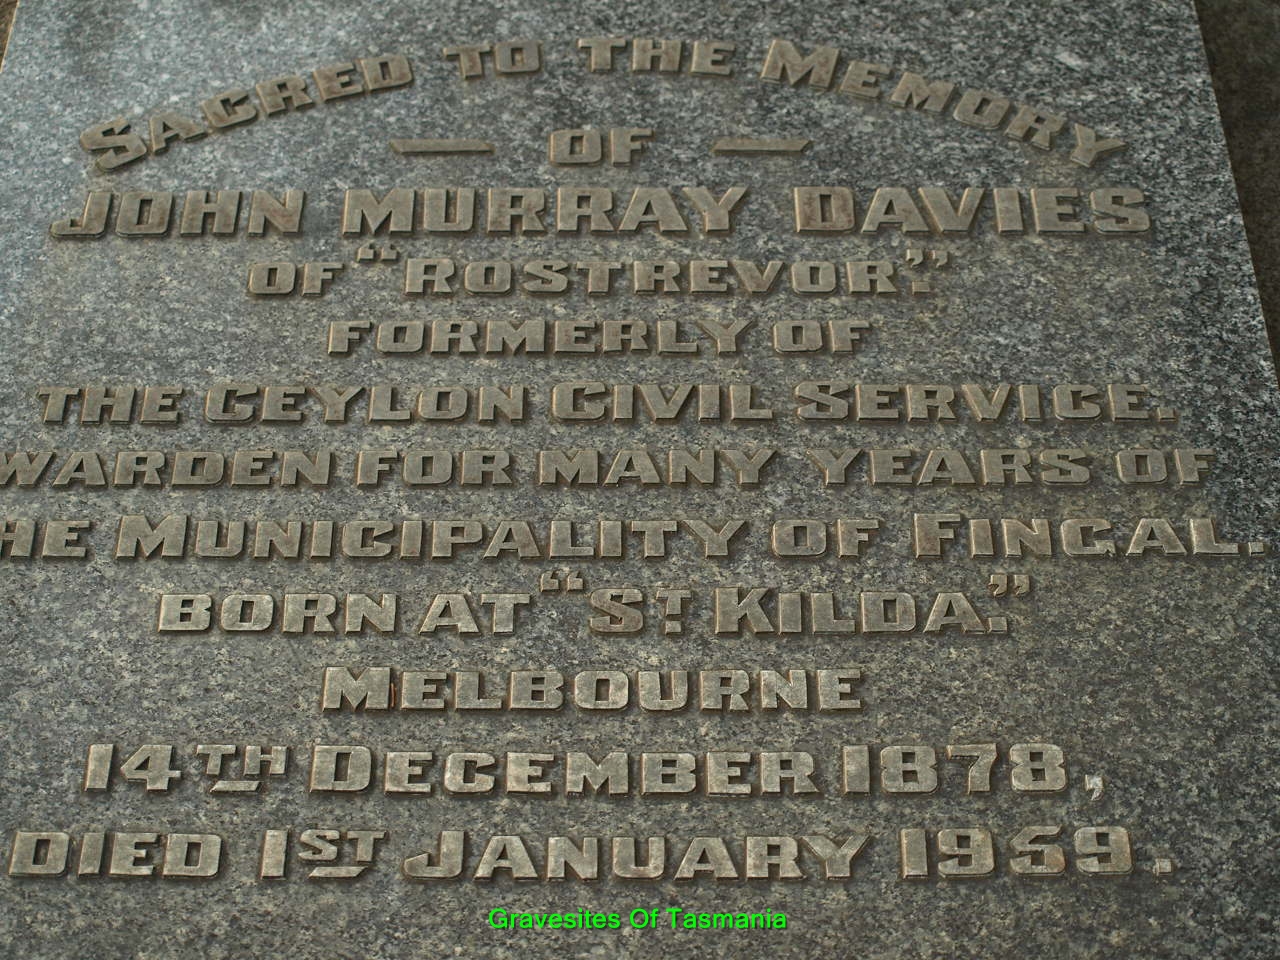 SACRED TO THE MEMORY
— OF —
JOHN MURRAY DAVIES
OF “ROSTREVOR”.
FORMERLY OF
THE CEYLON CIVIL SERVICE.
WARDEN FOR MANY YEARS OF
HE MUNICIPALITY OF FINGAL.
BORN AT “ST. KILDA.”
MELBOURNE
14TH DECEMBER 1878,
DIED 1ST JANUARY 1959.
Gravesites Of Tasmania